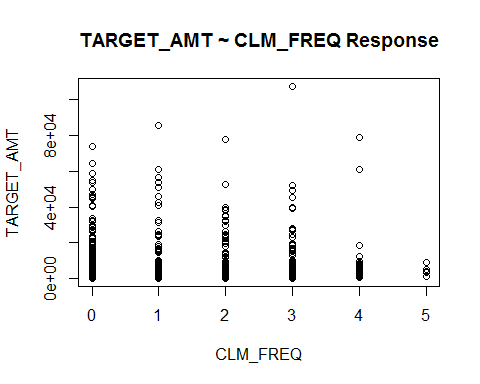 TARGET_AMT ~ CLM_FREQ Response
TARGET_AMT
8e+04
4e+04
0e+00
0 1 2 3 4 5
CLM_FREQ